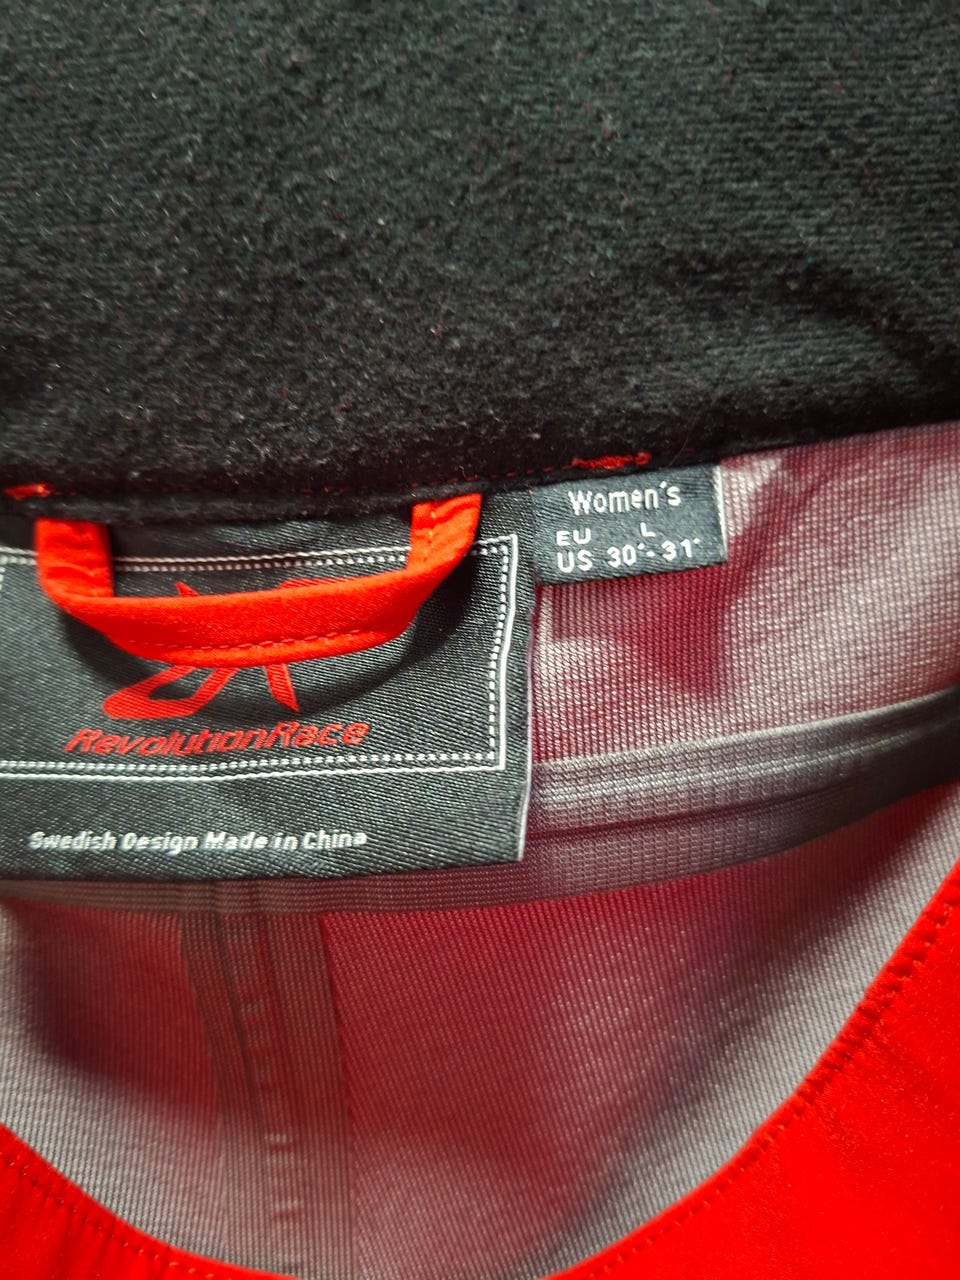 Women's
EU L
US 30"-31"
RevolutionRace
Swedish Design Made in China